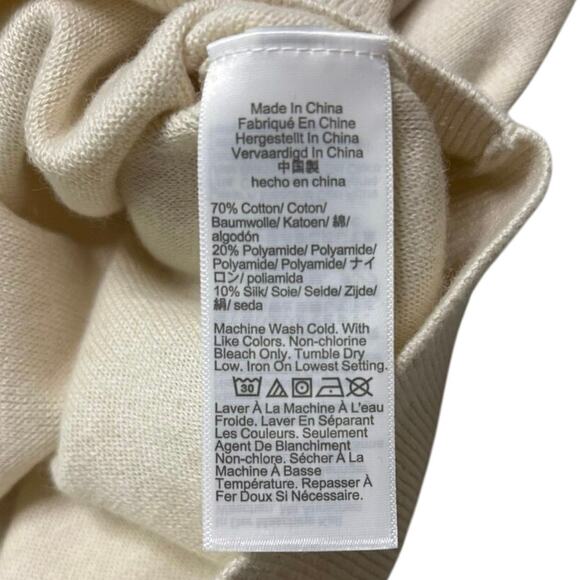 Made In China
Fabriqué En Chine
Hergestellt In China
Vervaardigd In China
中国製
hecho en china
70% Cotton/ Coton/
Baumwolle/ Katoen/ 綿/
algodón
20% Polyamide/ Polyamide/
Polyamide/ Polyamide/ ナイ
ロン/ poliamida
10% Silk/ Soie/ Seide/ Zijde/
絹/ seda
Machine Wash Cold. With
Like Colors. Non-chlorine
Bleach Only. Tumble Dry
Low. Iron On Lowest Setting.
30
Laver À La Machine À L'eau
Froide. Laver En Séparant
Les Couleurs. Seulement
Agent De Blanchiment
Non-chlore. Sécher À La
Machine À Basse
Température. Repasser À
Fer Doux Si Nécessaire.